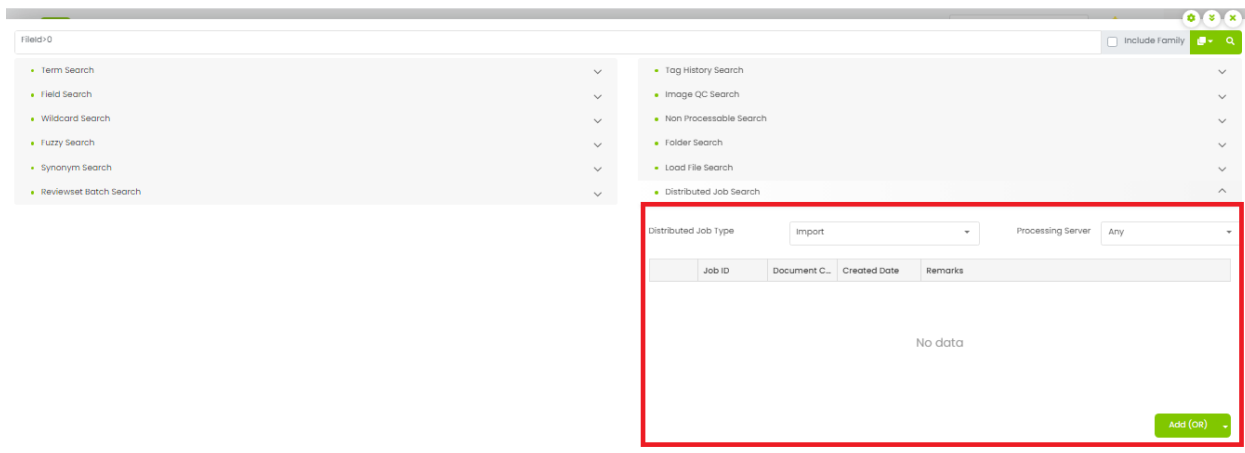 FileId>0
Include Family
Term Search
Field Search
Wildcard Search
Fuzzy Search
Synonym Search
Reviewset Batch Search
Tag History Search
Image QC Search
Non Processable Search
Folder Search
Load File Search
Distributed Job Search
Distributed Job Type Import Processing Server Any
Job ID Document C... Created Date Remarks
No data
Add (OR)